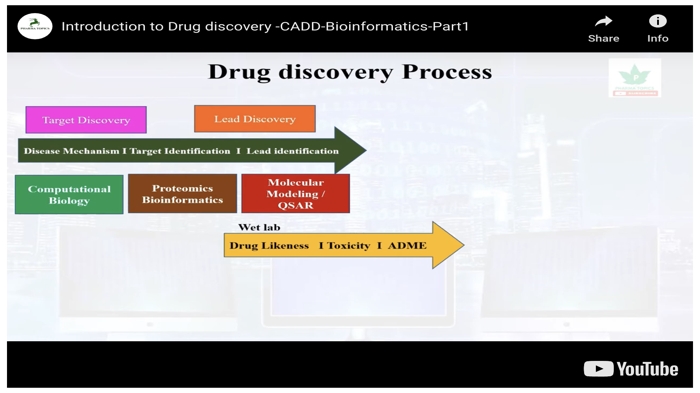 Introduction to Drug discovery -CADD-Bioinformatics-Part1
Share
Info
Drug discovery Process
Target Discovery
Lead Discovery
Disease Mechanism I Target Identification I Lead identification
Computational
Biology
Proteomics
Bioinformatics
Molecular
Modeling /
QSAR
Wet lab
Drug Likeness I Toxicity I ADME
YouTube